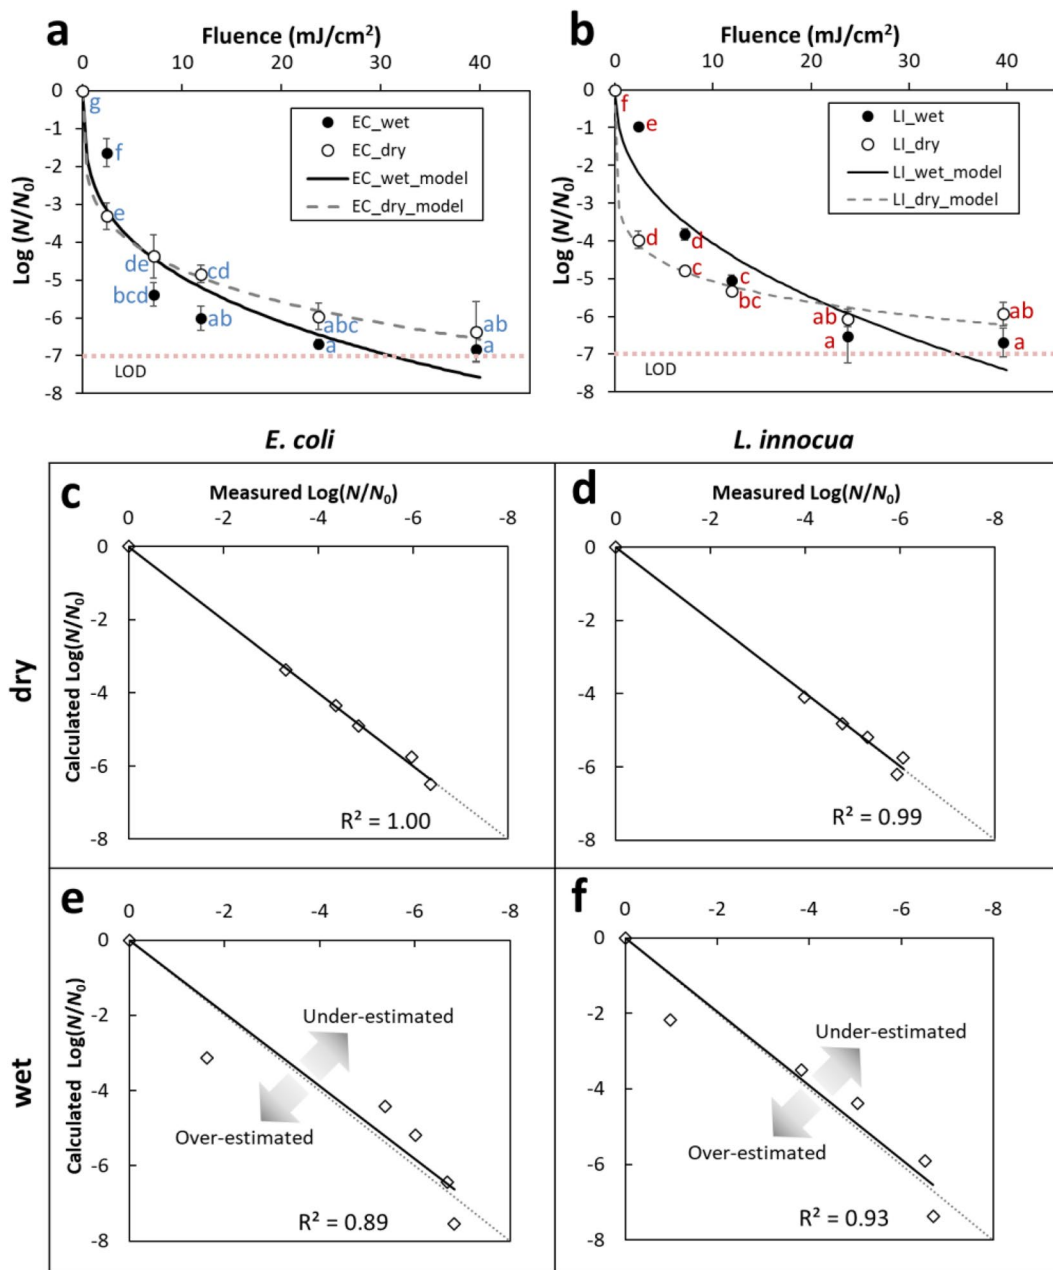 a
Fluence (mJ/cm²)
0 10 20 30 40
Log (N/N₀)
0
-1
-2
-3
-4
-5
-6
-7
-8
g
f
e
de
bcd
cd
ab
abc
a
ab
a
EC_wet
EC_dry
EC_wet_model
EC_dry_model
LOD
b
Fluence (mJ/cm²)
0 10 20 30 40
Log (N/N₀)
0
-1
-2
-3
-4
-5
-6
-7
-8
f
e
d
d
c
c
bc
ab
a
ab
a
LI_wet
LI_dry
LI_wet_model
LI_dry_model
LOD
E. coli
L. innocua
dry
c
Measured Log(N/N₀)
0 -2 -4 -6 -8
Calculated Log(N/N₀)
0
-2
-4
-6
-8
R² = 1.00
d
Measured Log(N/N₀)
0 -2 -4 -6 -8
0
-2
-4
-6
-8
R² = 0.99
wet
e
0 -2 -4 -6 -8
Calculated Log(N/N₀)
0
-2
-4
-6
-8
Under-estimated
Over-estimated
R² = 0.89
f
0 -2 -4 -6 -8
0
-2
-4
-6
-8
Under-estimated
Over-estimated
R² = 0.93